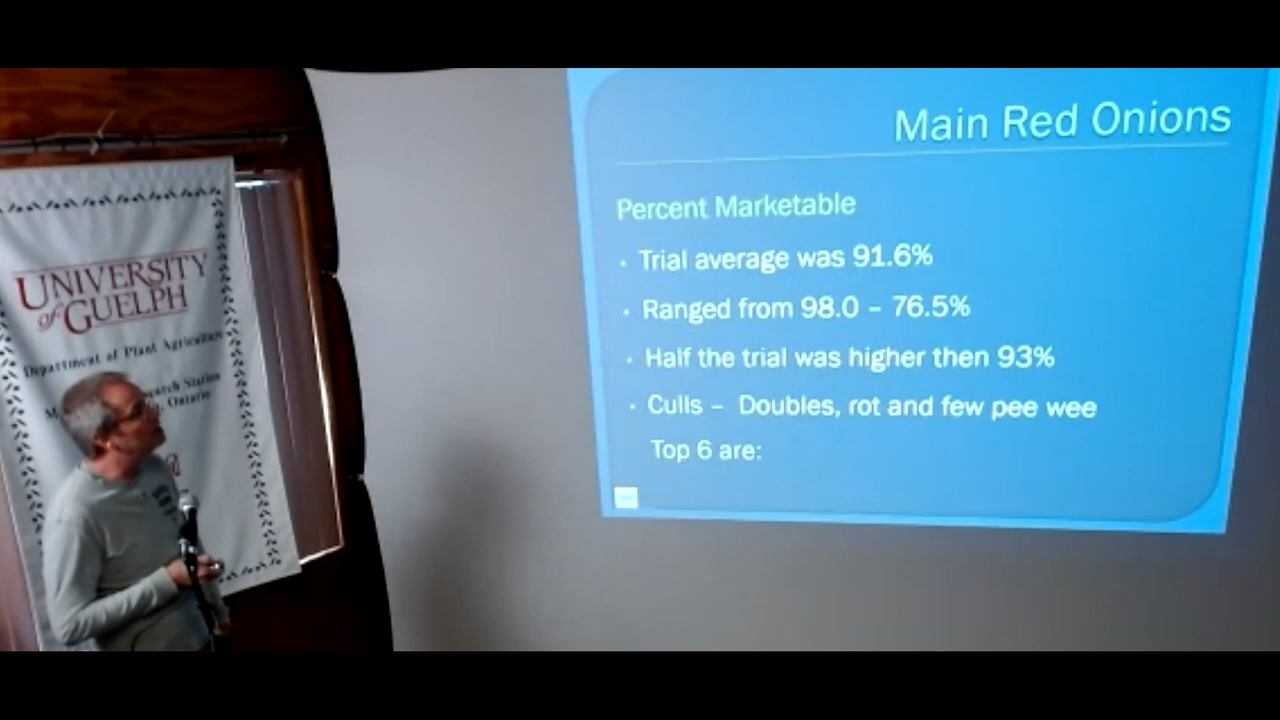 UNIVERSITY
of GUELPH
Department of Plant Agriculture
Station
Ontario
Main Red Onions
Percent Marketable
· Trial average was 91.6%
· Ranged from 98.0 – 76.5%
· Half the trial was higher then 93%
· Culls – Doubles, rot and few pee wee
Top 6 are: